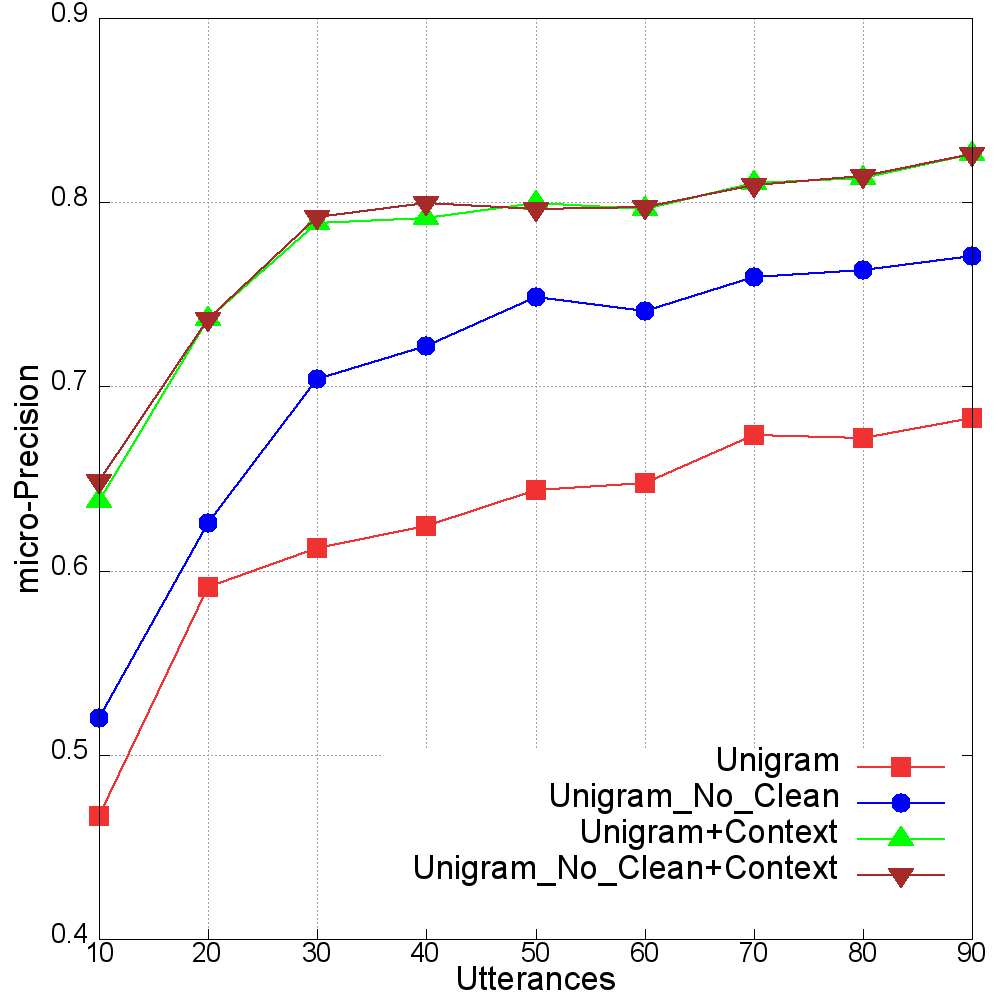 0.9
0.8
0.7
0.6
0.5
0.4
micro-Precision
Unigram
Unigram_No_Clean
Unigram+Context
Unigram_No_Clean+Context
10 20 30 40 50 60 70 80 90
Utterances